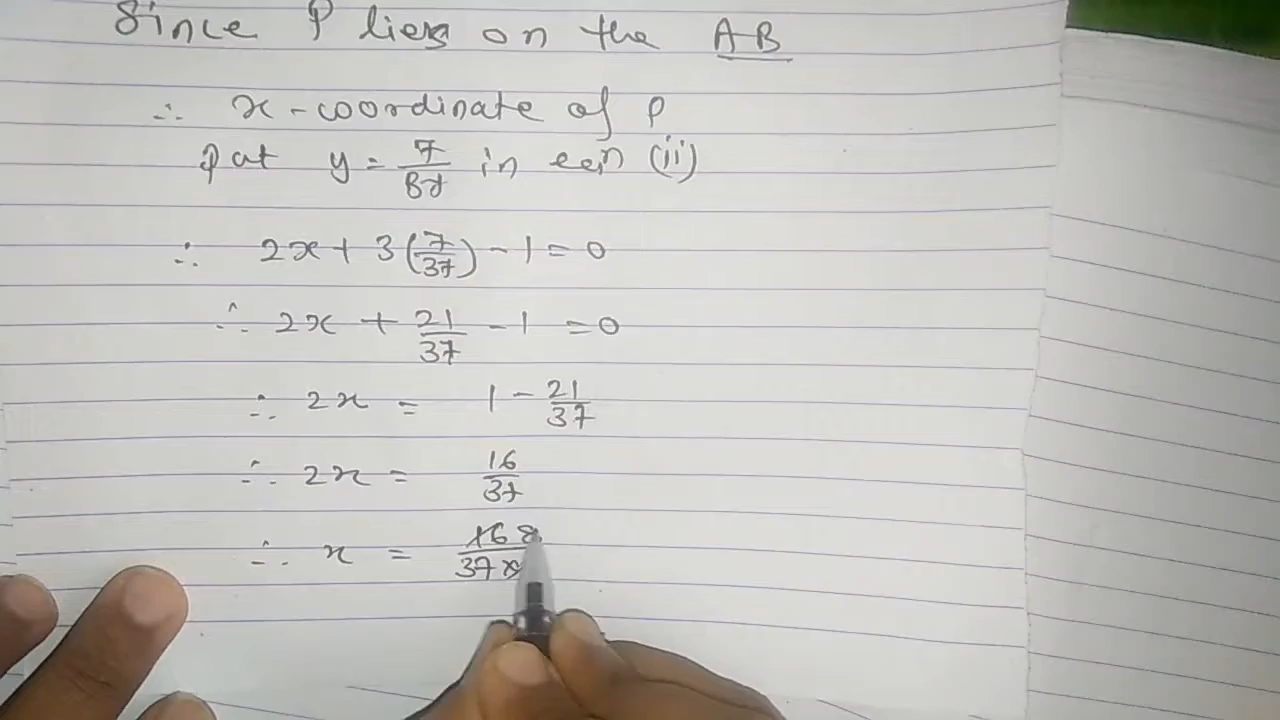 Since P lies on the AB
∴ x-coordinate of P
Put y = 7/37 in eqn (ii)
∴ 2x + 3(7/37) - 1 = 0
∴ 2x + 21/37 - 1 = 0
∴ 2x = 1 - 21/37
∴ 2x = 16/37
∴ x = 16 8/37 ×